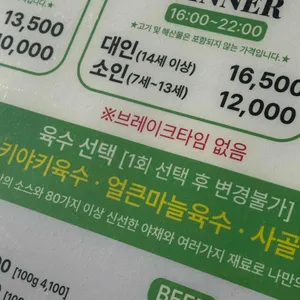 DINNER
16:00~22:00
★고기 및 해산물은 포함되지 않는 가격입니다.★
13,500
10,000
대인(14세 이상) 16,500
소인(7세~13세) 12,000
※브레이크타임 없음
육수 선택 [1회 선택 후 변경불가]
키야키육수 · 얼큰마늘육수 · 사골
소스와 80가지 이상 신선한 야채와 여러가지 재료로 나만의
[100g 4,100]
BEEF